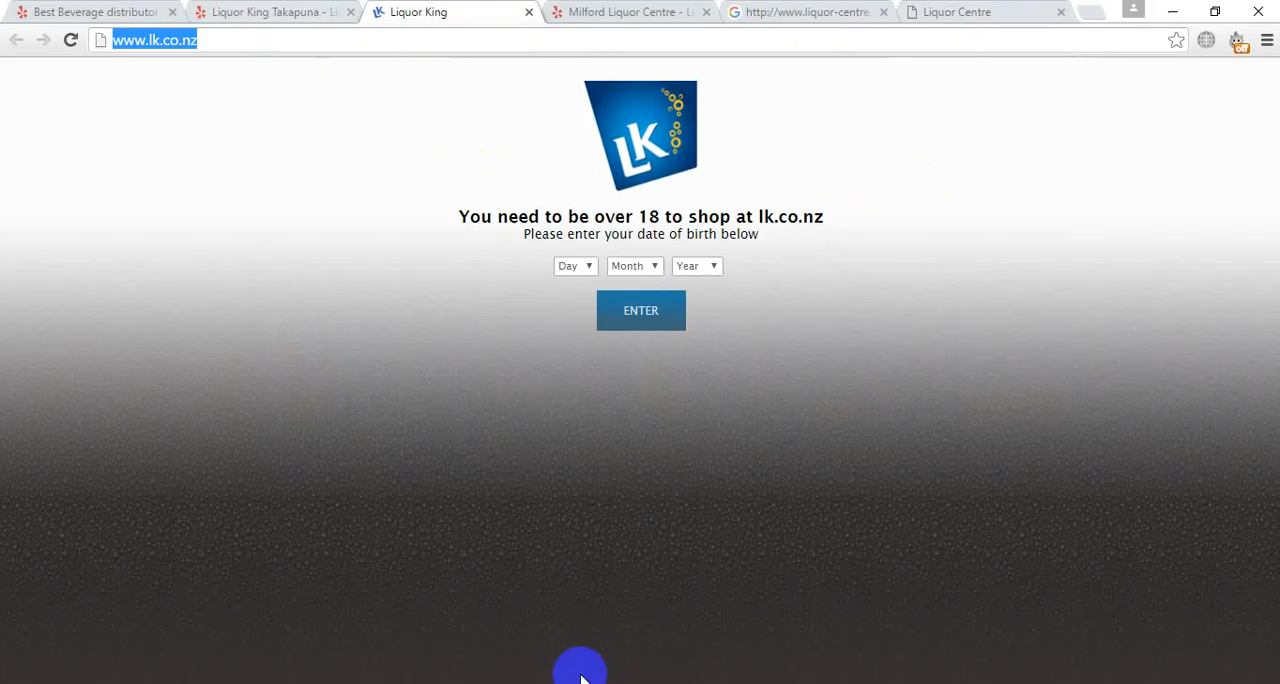 Best Beverage distributo
Liquor King Takapuna - Li
Liquor King
Milford Liquor Centre - Li
http://www.liquor-centre.
Liquor Centre
www.lk.co.nz
off
LK
You need to be over 18 to shop at lk.co.nz
Please enter your date of birth below
Day Month Year
ENTER